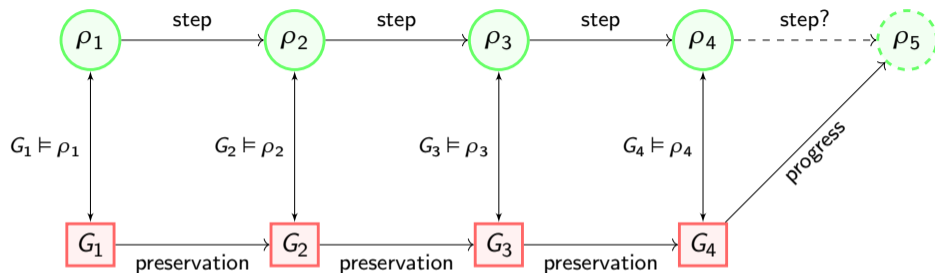 step step step step?
ρ₁ ρ₂ ρ₃ ρ₄ ρ₅
G₁ ⊨ ρ₁ G₂ ⊨ ρ₂ G₃ ⊨ ρ₃ G₄ ⊨ ρ₄ progress
G₁ G₂ G₃ G₄
preservation preservation preservation